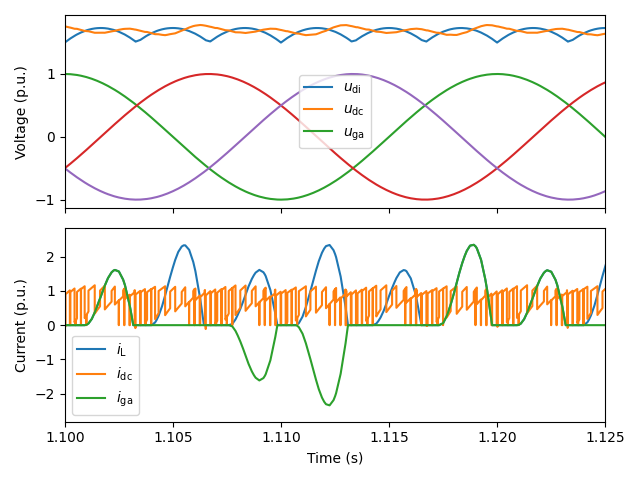 Voltage (p.u.)
1
0
−1
u_di
u_dc
u_ga
Current (p.u.)
2
1
0
−1
−2
i_L
i_dc
i_ga
1.100 1.105 1.110 1.115 1.120 1.125
Time (s)